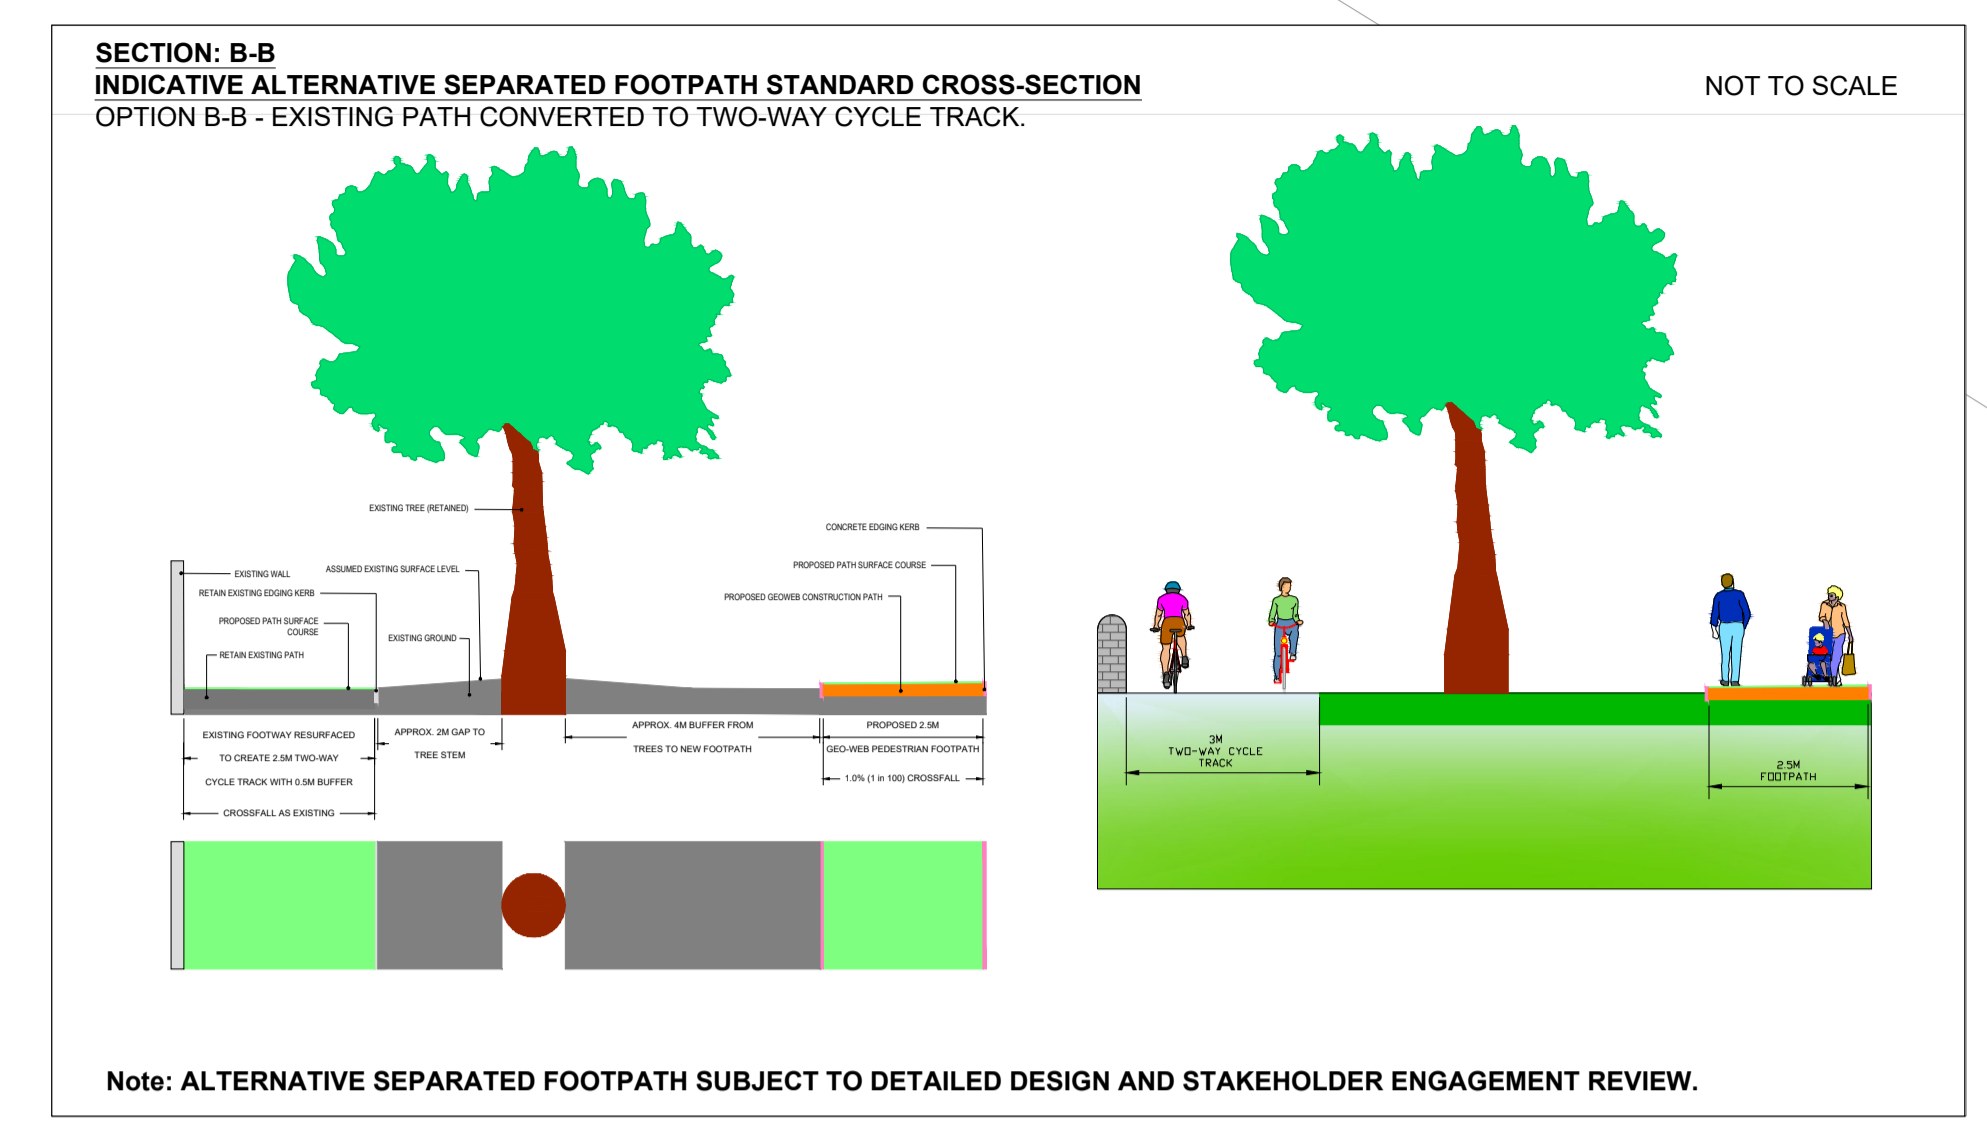 SECTION: B-B
INDICATIVE ALTERNATIVE SEPARATED FOOTPATH STANDARD CROSS-SECTION
NOT TO SCALE
OPTION B-B - EXISTING PATH CONVERTED TO TWO-WAY CYCLE TRACK.
EXISTING TREE (RETAINED)
CONCRETE EDGING KERB
EXISTING WALL
ASSUMED EXISTING SURFACE LEVEL
PROPOSED PATH SURFACE COURSE
RETAIN EXISTING EDGING KERB
PROPOSED GEOWEB CONSTRUCTION PATH
PROPOSED PATH SURFACE
COURSE
EXISTING GROUND
RETAIN EXISTING PATH
EXISTING FOOTWAY RESURFACED
TO CREATE 2.5M TWO-WAY
CYCLE TRACK WITH 0.5M BUFFER
CROSSFALL AS EXISTING
APPROX. 2M GAP TO
TREE STEM
APPROX. 4M BUFFER FROM
TREES TO NEW FOOTPATH
PROPOSED 2.5M
GEO-WEB PEDESTRIAN FOOTPATH
1.0% (1 in 100) CROSSFALL
3M
TWO-WAY CYCLE
TRACK
2.5M
FOOTPATH
Note: ALTERNATIVE SEPARATED FOOTPATH SUBJECT TO DETAILED DESIGN AND STAKEHOLDER ENGAGEMENT REVIEW.